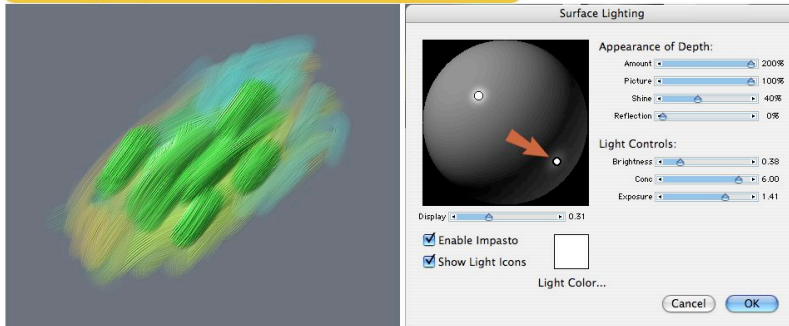 Surface Lighting
Appearance of Depth:
Amount 200%
Picture 100%
Shine 40%
Reflection 0%
Light Controls:
Brightness 0.38
Conc 6.00
Exposure 1.41
Display 0.31
Enable Impasto
Show Light Icons
Light Color...
Cancel OK